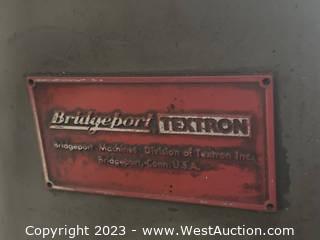 Bridgeport TEXTRON
Bridgeport Machines Division of Textron Inc.
Bridgeport, Conn. U.S.A.
Copyright 2023 - www.WestAuction.com